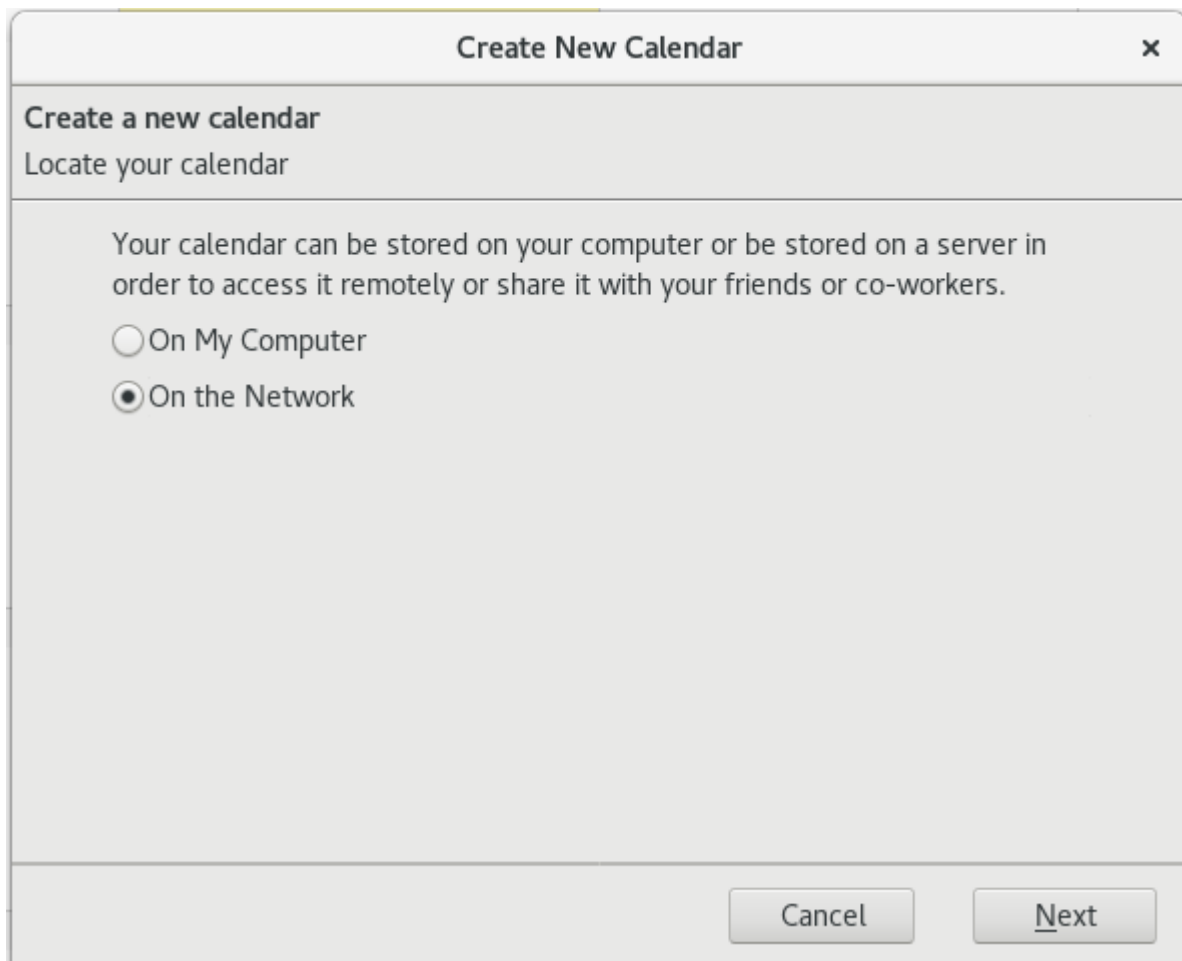 Create New Calendar
Create a new calendar
Locate your calendar
Your calendar can be stored on your computer or be stored on a server in
order to access it remotely or share it with your friends or co-workers.
On My Computer
On the Network
Cancel
Next